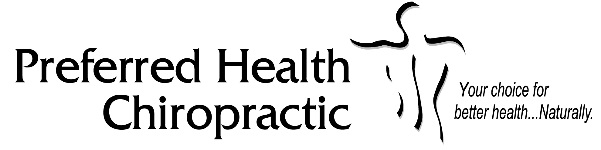 Preferred Health
Chiropractic
Your choice for
better health...Naturally.